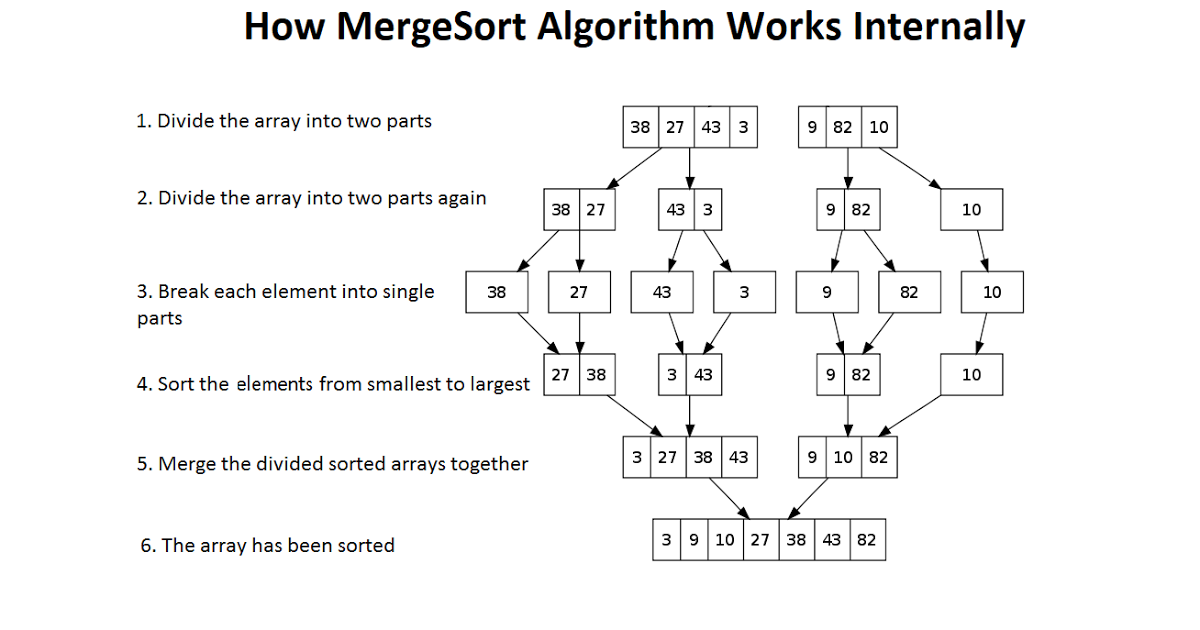 How MergeSort Algorithm Works Internally
1. Divide the array into two parts
38 27 43 3
9 82 10
2. Divide the array into two parts again
38 27
43 3
9 82
10
3. Break each element into single
parts
38
27
43
3
9
82
10
4. Sort the elements from smallest to largest
27 38
3 43
9 82
10
5. Merge the divided sorted arrays together
3 27 38 43
9 10 82
6. The array has been sorted
3 9 10 27 38 43 82